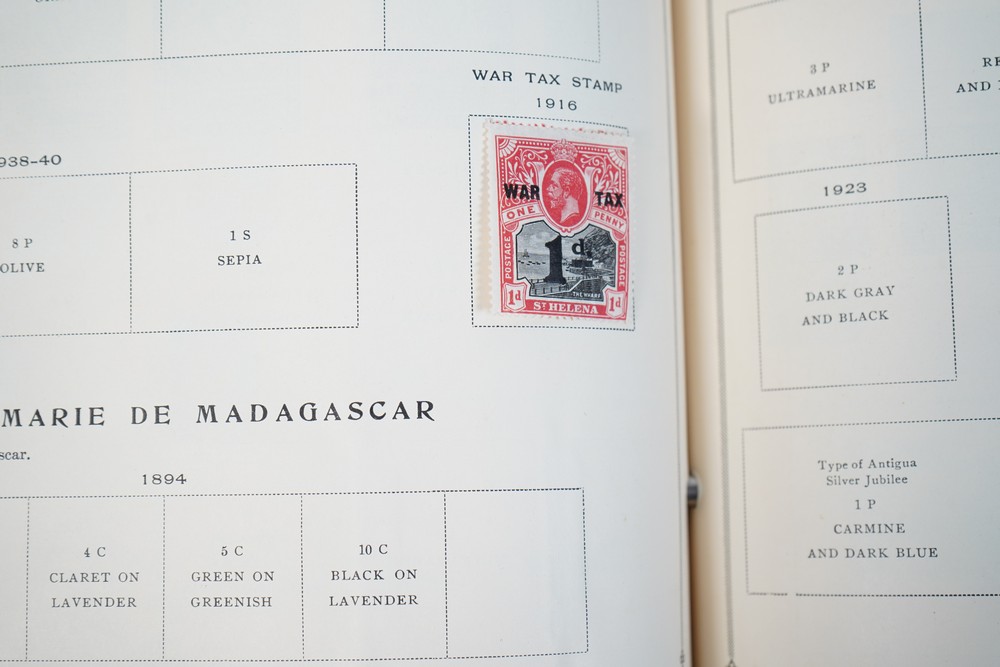 WAR TAX STAMP
1916
938-40
8 P
OLIVE
1 S
SEPIA
WAR TAX
ONE PENNY
POSTAGE
POSTAGE
1 d.
THE WHARF
1d
ST HELENA
1d
MARIE DE MADAGASCAR
scar.
1894
4 C
CLARET ON
LAVENDER
5 C
GREEN ON
GREENISH
10 C
BLACK ON
LAVENDER
3 P
ULTRAMARINE
RE
AND
1923
2 P
DARK GRAY
AND BLACK
Type of Antigua
Silver Jubilee
1 P
CARMINE
AND DARK BLUE